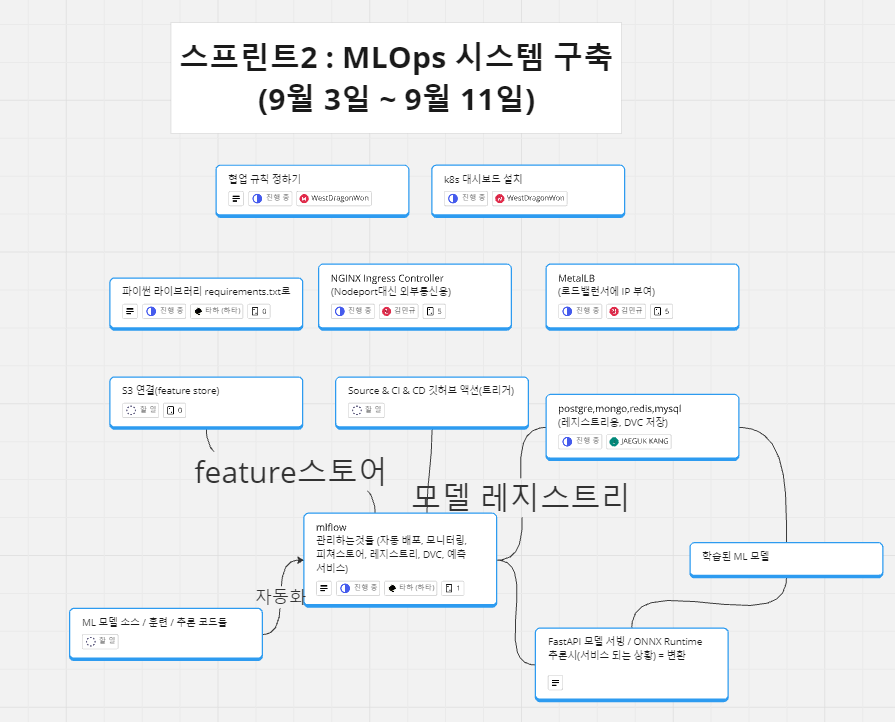 스프린트2 : MLOps 시스템 구축
(9월 3일 ~ 9월 11일)
협업 규칙 정하기
진행 중 WestDragonWon
k8s 대시보드 설치
진행 중 WestDragonWon
파이썬 라이브러리 requirements.txt로
진행 중 타하 (하타) 0
NGINX Ingress Controller
(Nodeport대신 외부통신용)
진행 중 김민규 5
MetalLB
(로드밸런서에 IP 부여)
진행 중 김민규 5
S3 연결(feature store)
할 일 0
Source & CI & CD 깃허브 액션(트리거)
할 일
postgre,mongo,redis,mysql
(레지스트리용, DVC 저장)
진행 중 JAEGUK KANG
feature스토어
모델 레지스트리
mlflow
관리하는것들 (자동 배포, 모니터링,
피쳐스토어, 레지스트리, DVC, 예측
서비스)
진행 중 타하 (하타) 1
학습된 ML 모델
자동화
ML 모델 소스 / 훈련 / 추론 코드들
할 일
FastAPI 모델 서빙 / ONNX Runtime
추론시(서비스 되는 상황) = 변환